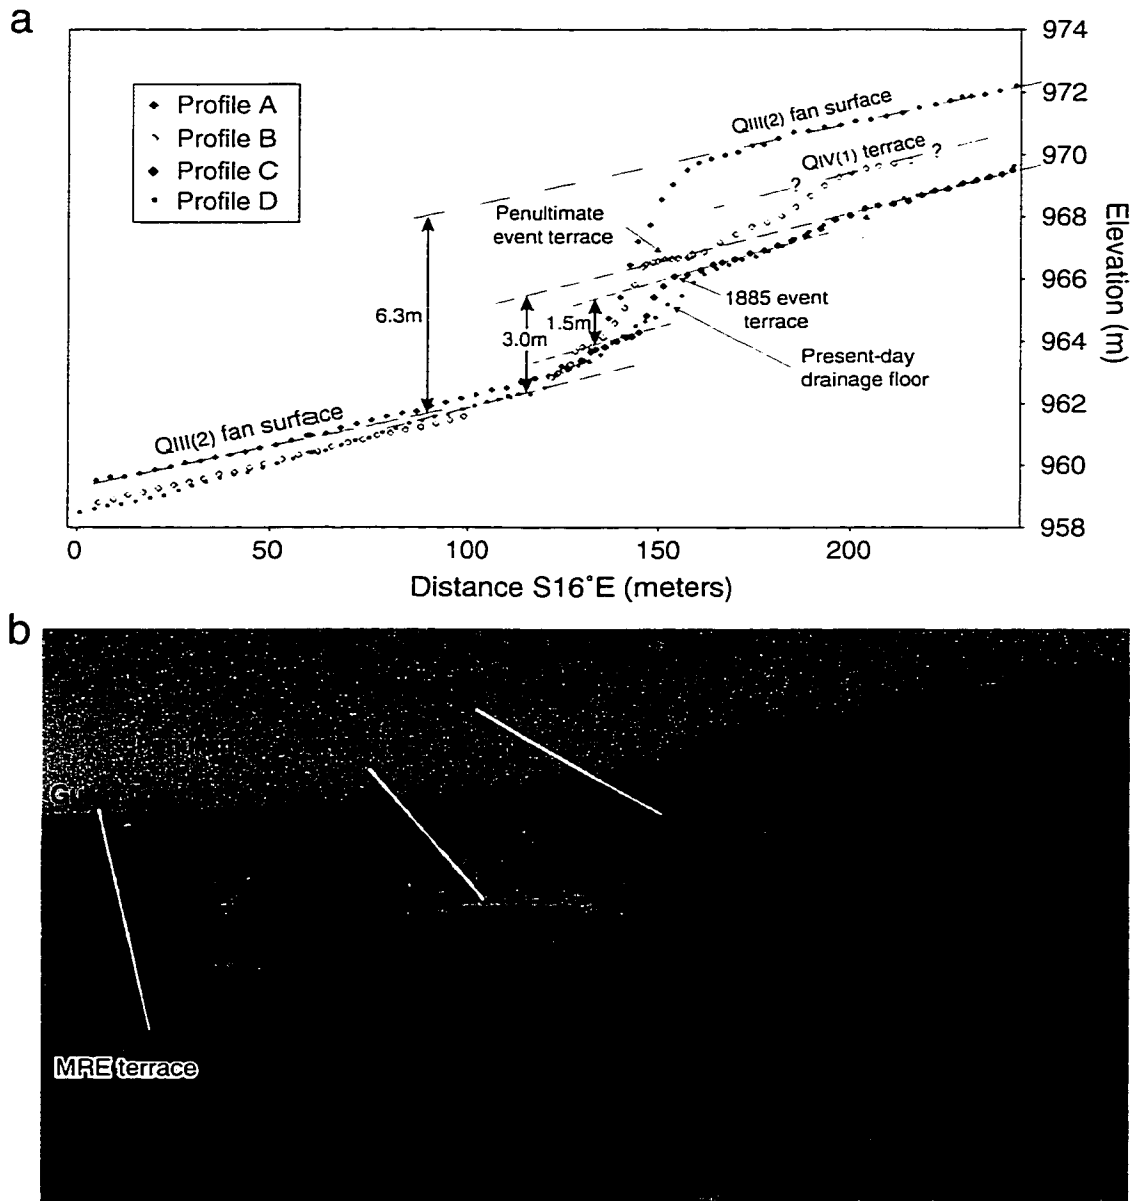 a
974
972
970
968
966
964
962
960
958
Elevation (m)
Profile A
Profile B
Profile C
Profile D
QIII(2) fan surface
QIV(1) terrace
?
?
Penultimate
event terrace
6.3m
3.0m
1.5m
1885 event
terrace
Present-day
drainage floor
QIII(2) fan surface
0
50
100
150
200
Distance S16°E (meters)
b
MRE terrace